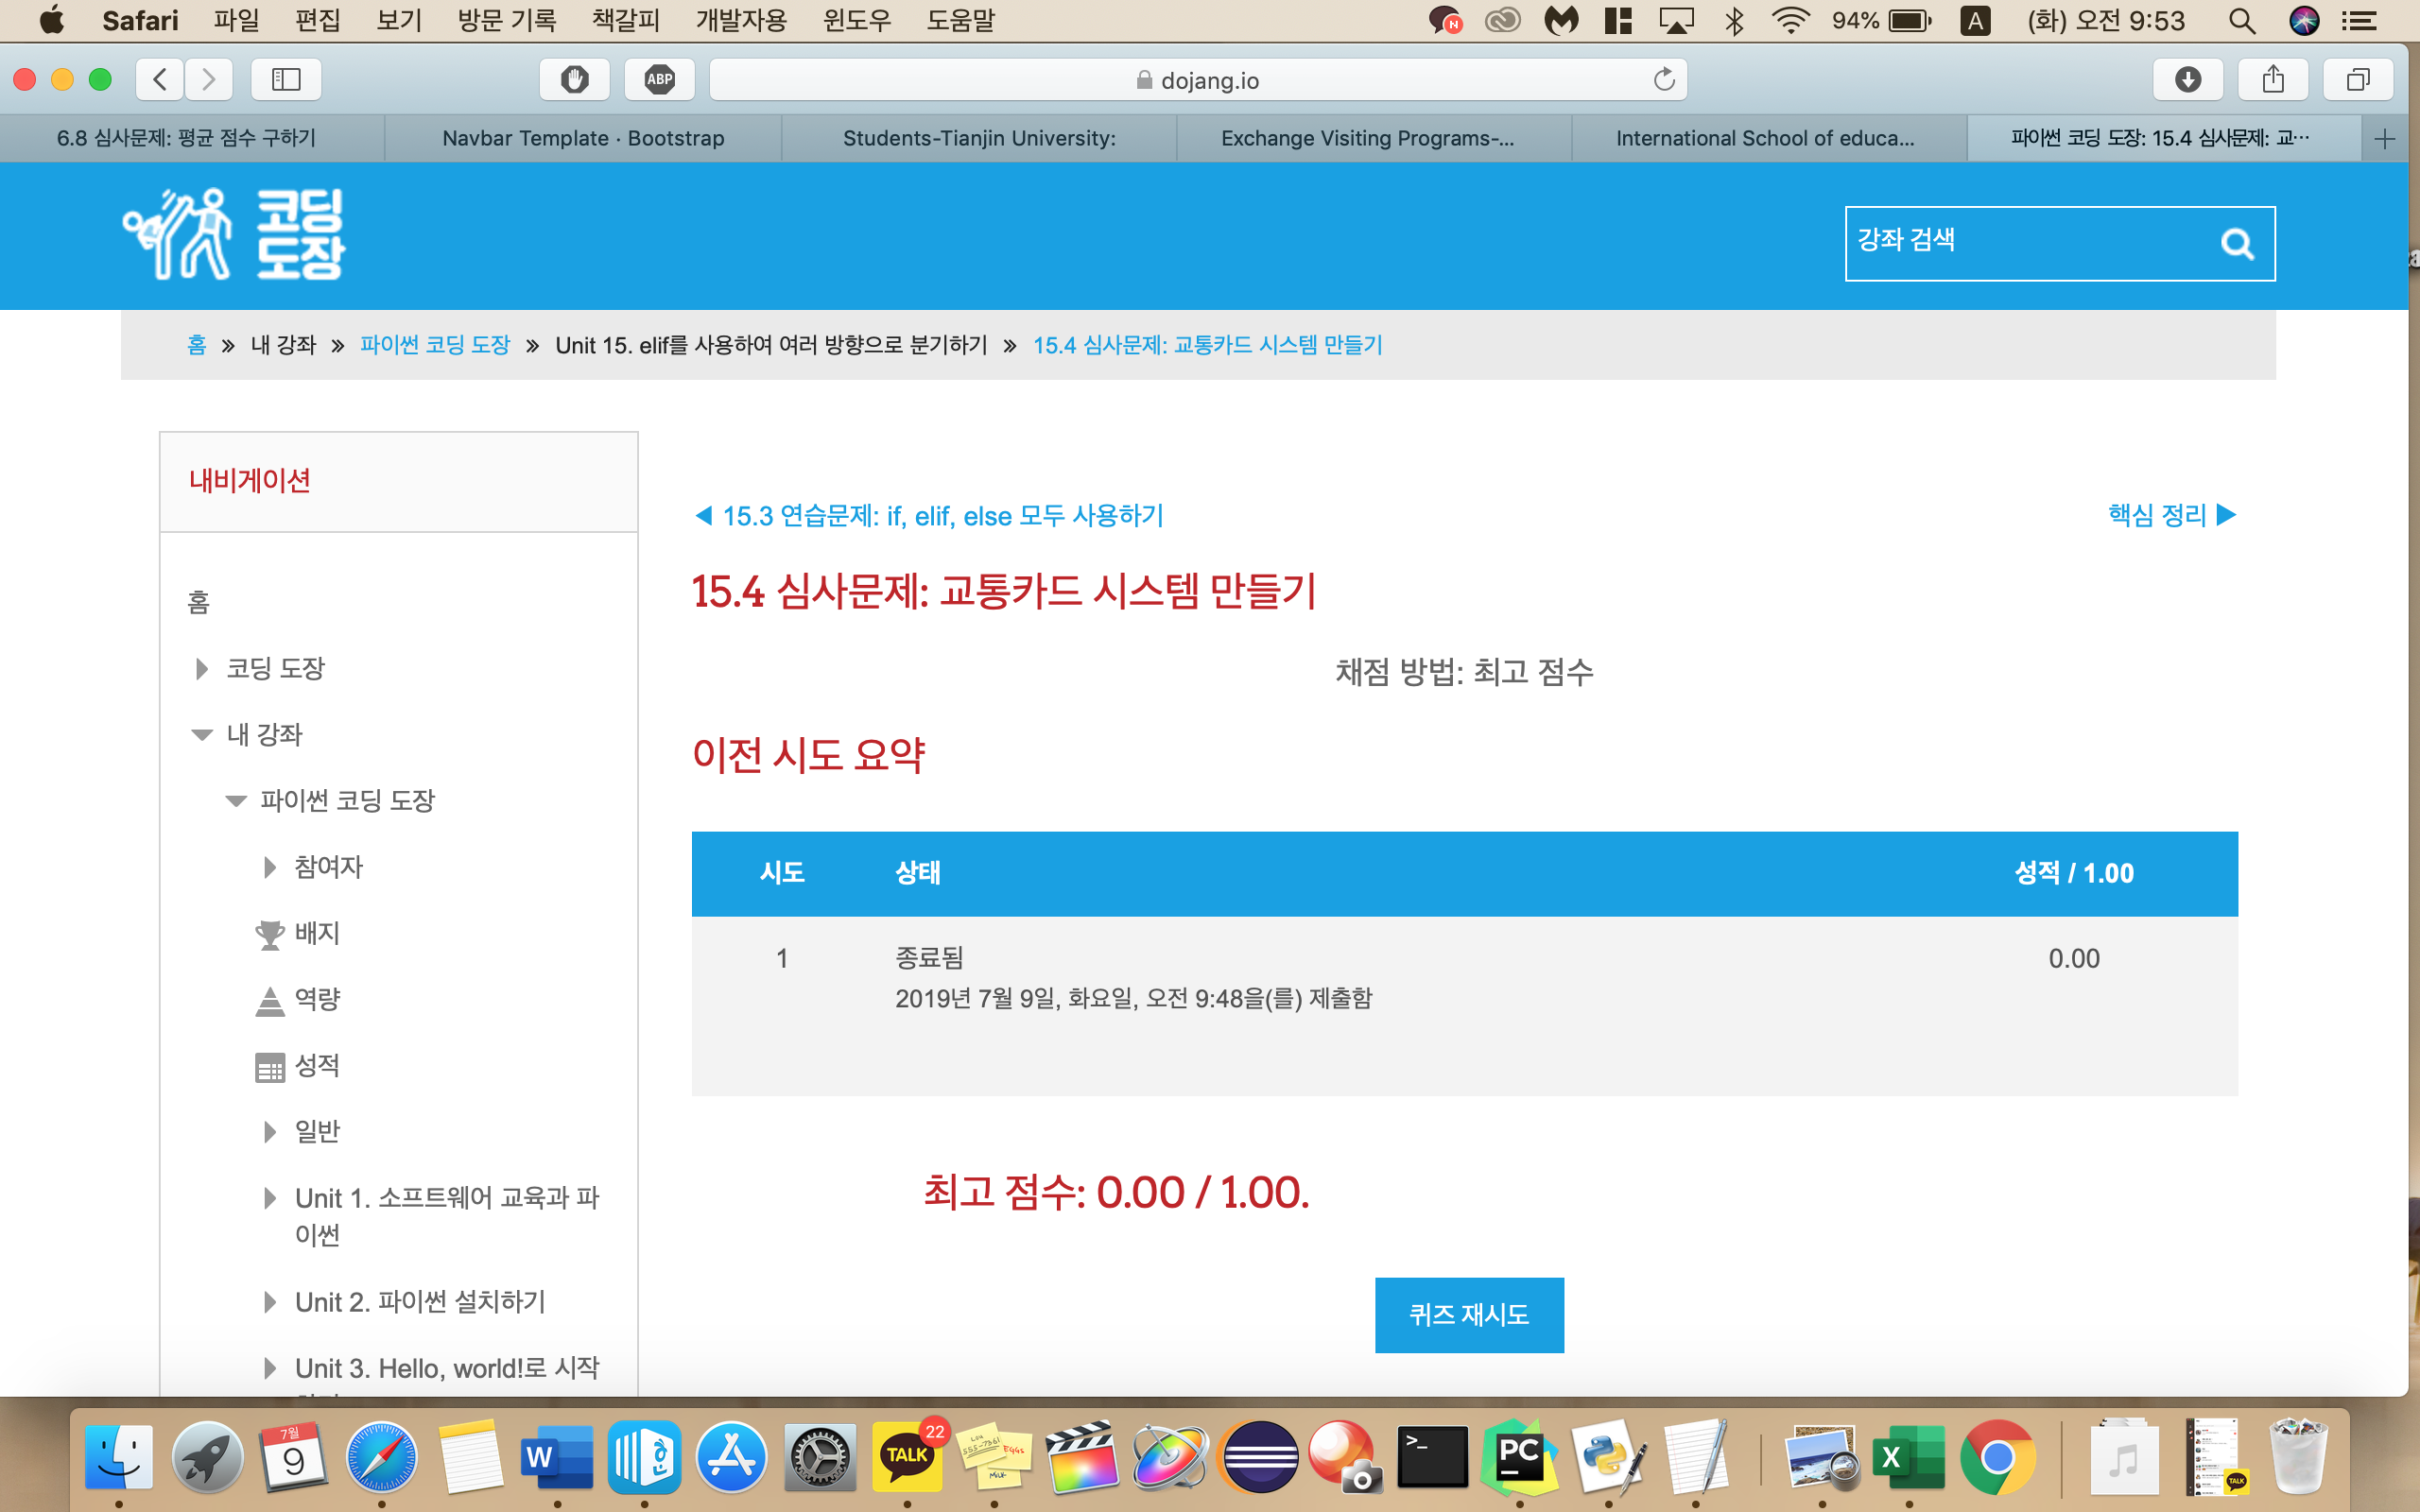 Safari 파일 편집 보기 방문 기록 책갈피 개발자용 윈도우 도움말 N 94% A (화) 오전 9:53
ABP dojang.io
6.8 심사문제: 평균 점수 구하기 Navbar Template · Bootstrap Students-Tianjin University: Exchange Visiting Programs-... International School of educa... 파이썬 코딩 도장: 15.4 심사문제: 교…
코딩
도장
강좌 검색
홈 » 내 강좌 » 파이썬 코딩 도장 » Unit 15. elif를 사용하여 여러 방향으로 분기하기 » 15.4 심사문제: 교통카드 시스템 만들기
내비게이션
홈
코딩 도장
내 강좌
파이썬 코딩 도장
참여자
배지
역량
성적
일반
Unit 1. 소프트웨어 교육과 파
이썬
Unit 2. 파이썬 설치하기
Unit 3. Hello, world!로 시작
◀ 15.3 연습문제: if, elif, else 모두 사용하기
핵심 정리 ▶
15.4 심사문제: 교통카드 시스템 만들기
채점 방법: 최고 점수
이전 시도 요약
시도 상태 성적 / 1.00
1 종료됨 0.00
2019년 7월 9일, 화요일, 오전 9:48을(를) 제출함
최고 점수: 0.00 / 1.00.
퀴즈 재시도
7월
9
W
TALK
22
EGGS
MILK
>_
PC
X
TALK